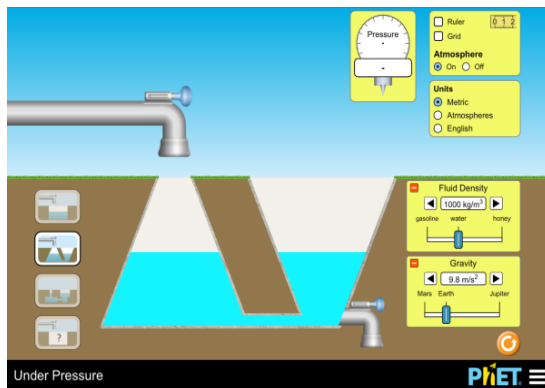 Pressure
-
-
Ruler
0 1 2
Grid
Atmosphere
On Off
Units
Metric
Atmospheres
English
Fluid Density
1000 kg/m³
gasoline water honey
Gravity
9.8 m/s²
Mars Earth Jupiter
?
Under Pressure
PhET